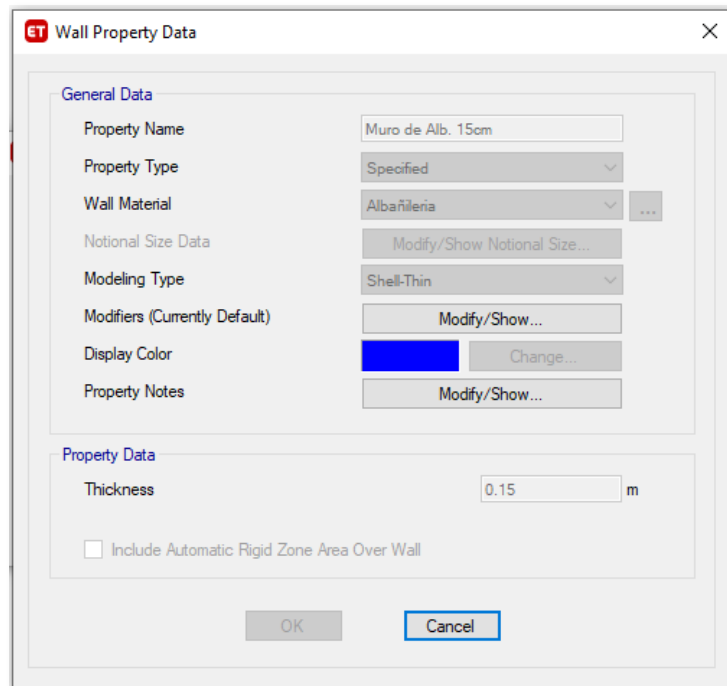 ET Wall Property Data
General Data
Property Name Muro de Alb. 15cm
Property Type Specified
Wall Material Albañileria ...
Notional Size Data Modify/Show Notional Size...
Modeling Type Shell-Thin
Modifiers (Currently Default) Modify/Show...
Display Color Change...
Property Notes Modify/Show...
Property Data
Thickness 0.15 m
Include Automatic Rigid Zone Area Over Wall
OK Cancel